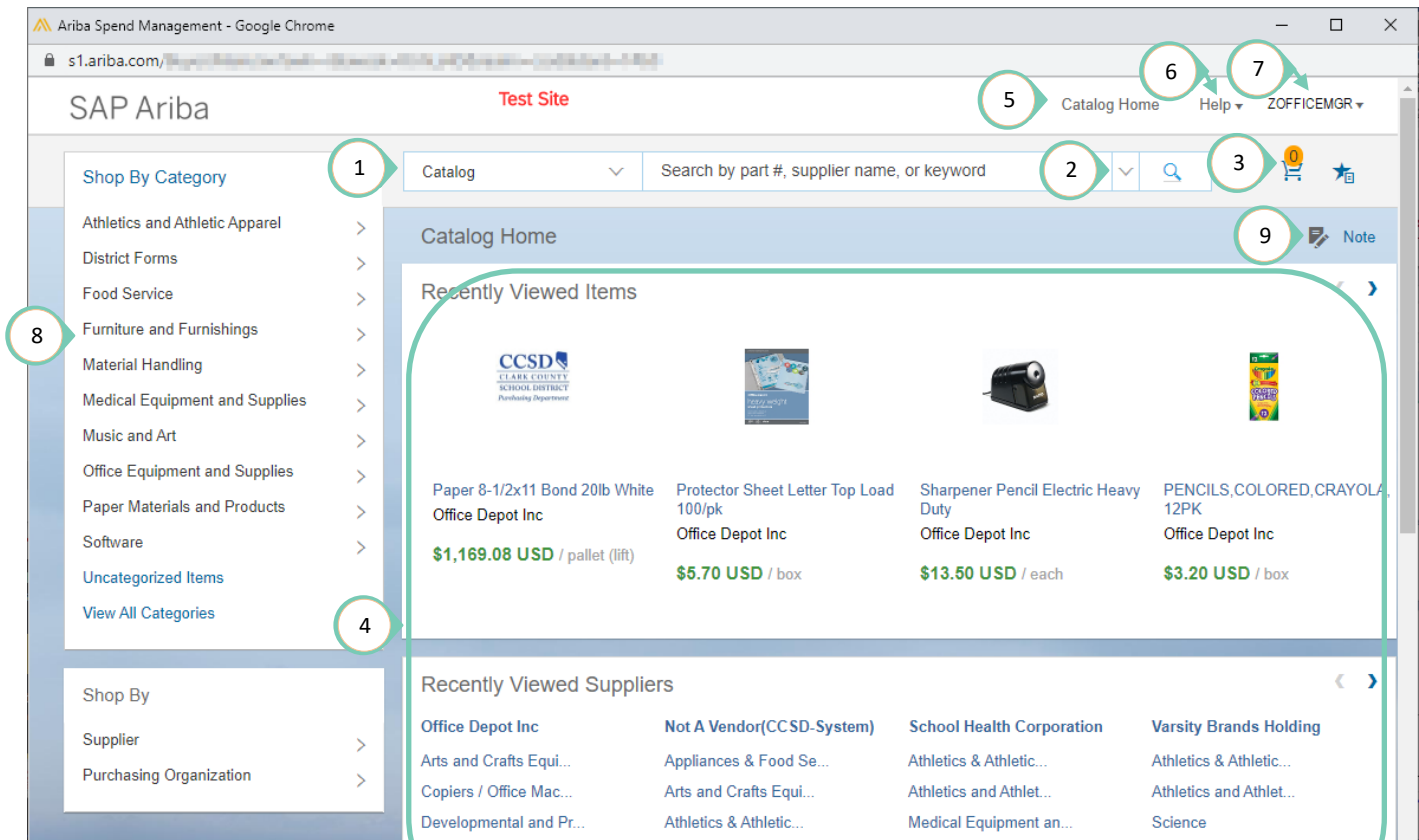 Ariba Spend Management - Google Chrome
s1.ariba.com/
SAP Ariba
Test Site
5
Catalog Home
6
Help
7
ZOFFICEMGR
1
Catalog
Search by part #, supplier name, or keyword
2
3
0
Shop By Category
Athletics and Athletic Apparel
District Forms
Food Service
8
Furniture and Furnishings
Material Handling
Medical Equipment and Supplies
Music and Art
Office Equipment and Supplies
Paper Materials and Products
Software
Uncategorized Items
View All Categories
Shop By
Supplier
Purchasing Organization
Catalog Home
9
Note
4
Recently Viewed Items
CCSD
CLARK COUNTY
SCHOOL DISTRICT
Purchasing Department
Paper 8-1/2x11 Bond 20lb White
Office Depot Inc
$1,169.08 USD / pallet (lift)
heavy weight
Protector Sheet Letter Top Load
100/pk
Office Depot Inc
$5.70 USD / box
Sharpener Pencil Electric Heavy
Duty
Office Depot Inc
$13.50 USD / each
Crayola
COLORED
PENCILS
12
PENCILS,COLORED,CRAYOLA,
12PK
Office Depot Inc
$3.20 USD / box
Recently Viewed Suppliers
Office Depot Inc
Arts and Crafts Equi...
Copiers / Office Mac...
Developmental and Pr...
Not A Vendor(CCSD-System)
Appliances & Food Se...
Arts and Crafts Equi...
Athletics & Athletic...
School Health Corporation
Athletics & Athletic...
Athletics and Athlet...
Medical Equipment an...
Varsity Brands Holding
Athletics & Athletic...
Athletics and Athlet...
Science